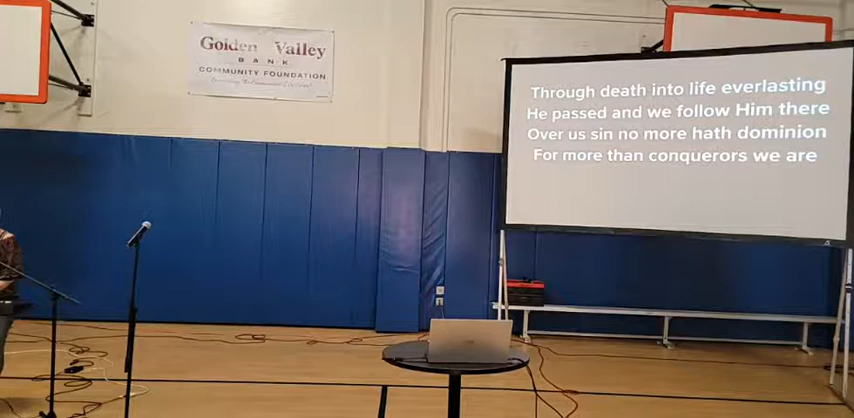 Golden Valley
BANK
COMMUNITY FOUNDATION
Through death into life everlasting
He passed and we follow Him there
Over us sin no more hath dominion
For more than conquerors we are